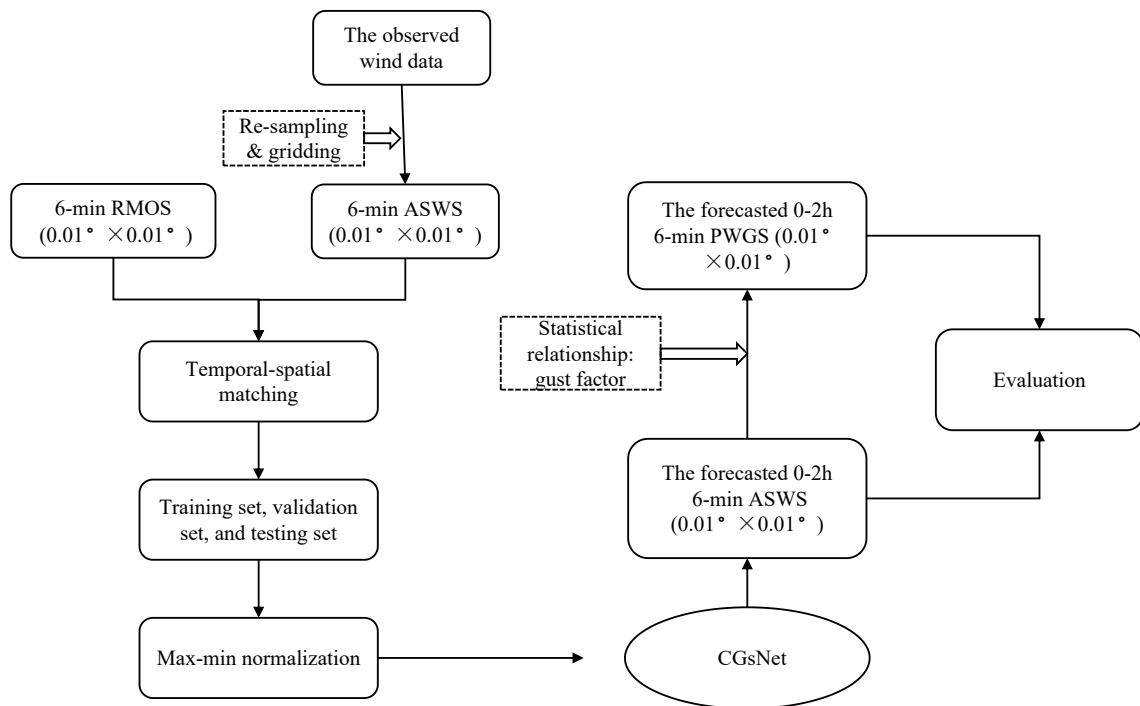 The observed
wind data
Re-sampling
& gridding
6-min RMOS
(0.01° ×0.01° )
6-min ASWS
(0.01° ×0.01° )
Temporal-spatial
matching
Training set, validation
set, and testing set
Max-min normalization
CGsNet
The forecasted 0-2h
6-min ASWS
(0.01° ×0.01° )
Statistical
relationship:
gust factor
The forecasted 0-2h
6-min PWGS (0.01°
×0.01° )
Evaluation